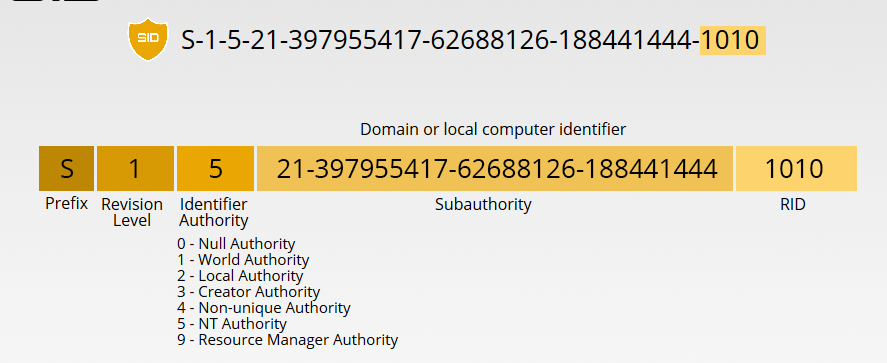 SID
S-1-5-21-397955417-62688126-188441444-1010
Domain or local computer identifier
S 1 5 21-397955417-62688126-188441444 1010
Prefix Revision Level Identifier Authority Subauthority RID
0 - Null Authority
1 - World Authority
2 - Local Authority
3 - Creator Authority
4 - Non-unique Authority
5 - NT Authority
9 - Resource Manager Authority